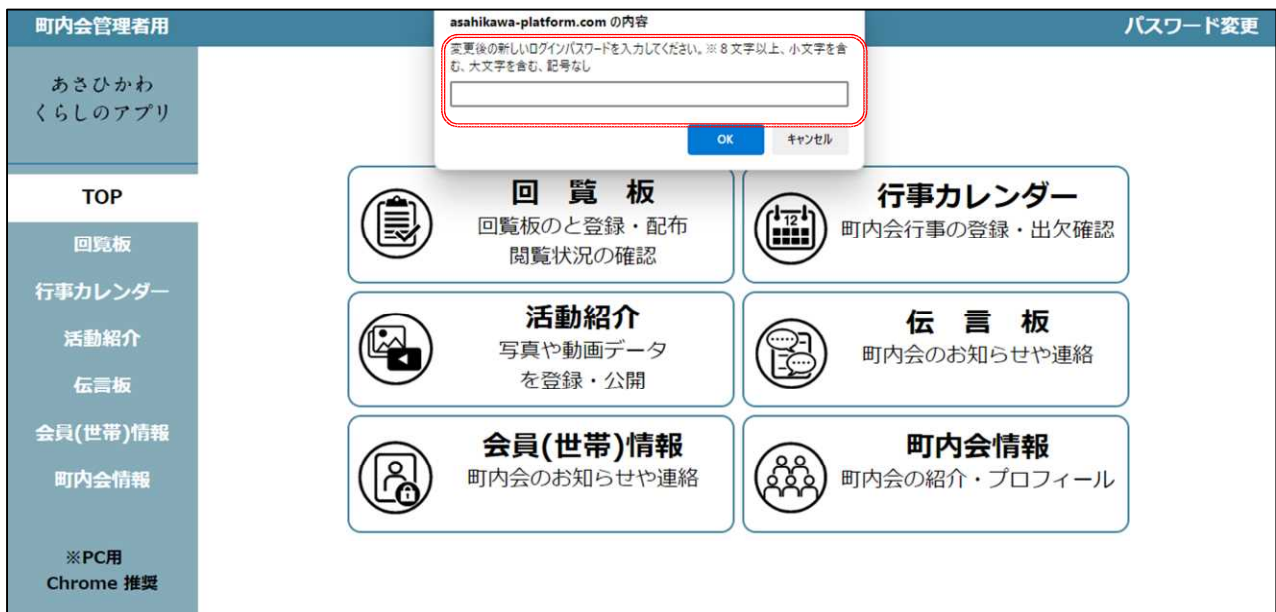 町内会管理者用
asahikawa-platform.com の内容
パスワード変更
変更後の新しいログインパスワードを入力してください。※８文字以上、小文字を含
む、大文字を含む、記号なし
OK
キャンセル
あさひかわ
くらしのアプリ
TOP
回覧板
行事カレンダー
活動紹介
伝言板
会員(世帯)情報
町内会情報
※PC用
Chrome 推奨
回 覧 板
回覧板のと登録・配布
閲覧状況の確認
12
行事カレンダー
町内会行事の登録・出欠確認
活動紹介
写真や動画データ
を登録・公開
伝 言 板
町内会のお知らせや連絡
会員(世帯)情報
町内会のお知らせや連絡
町内会情報
町内会の紹介・プロフィール